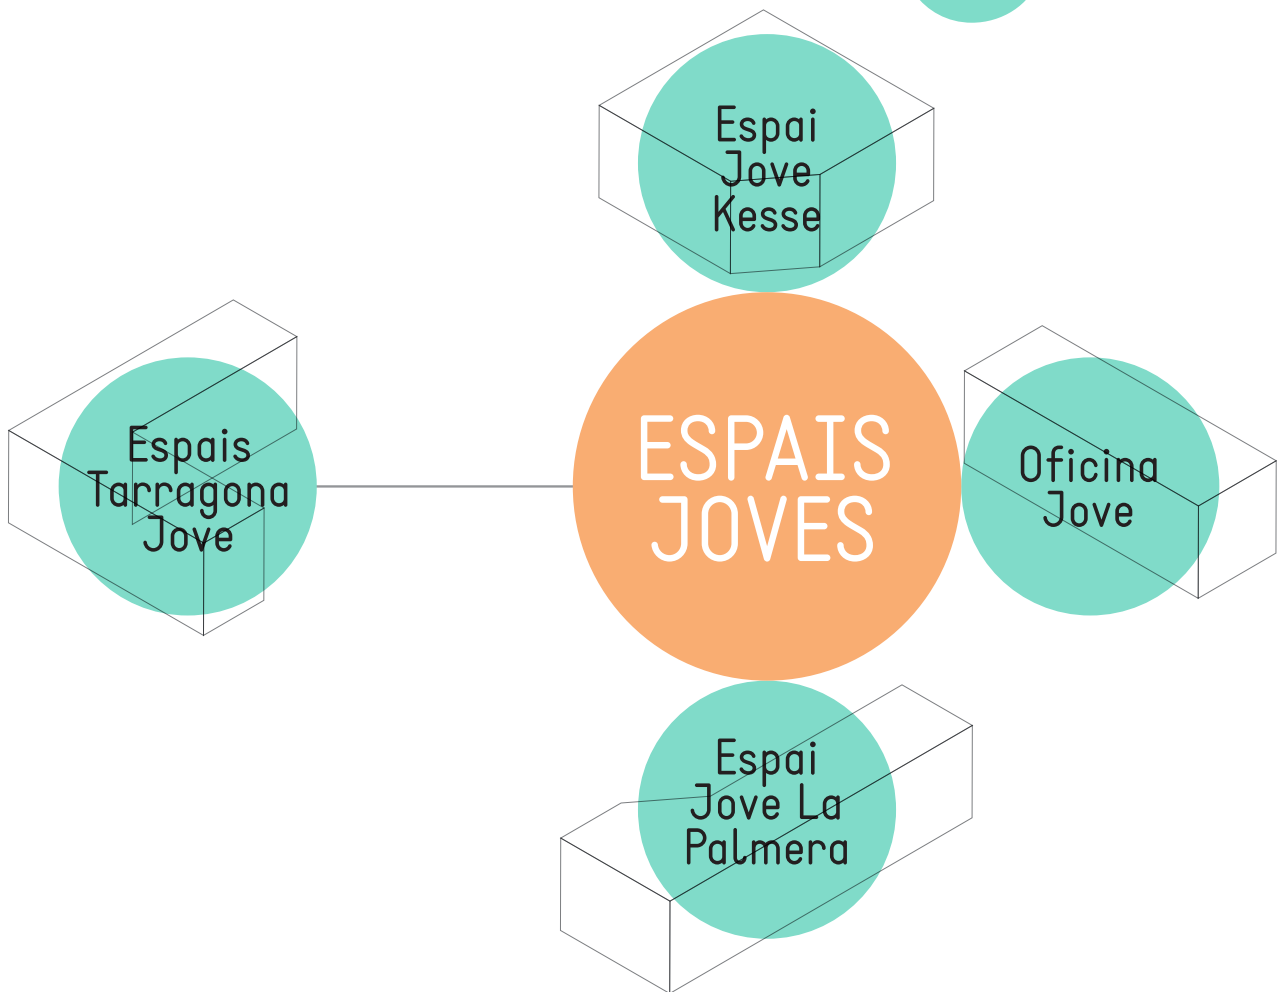 Espai
Jove
Kesse
Espais
Tarragona
Jove
ESPAIS
JOVES
Oficina
Jove
Espai
Jove La
Palmera